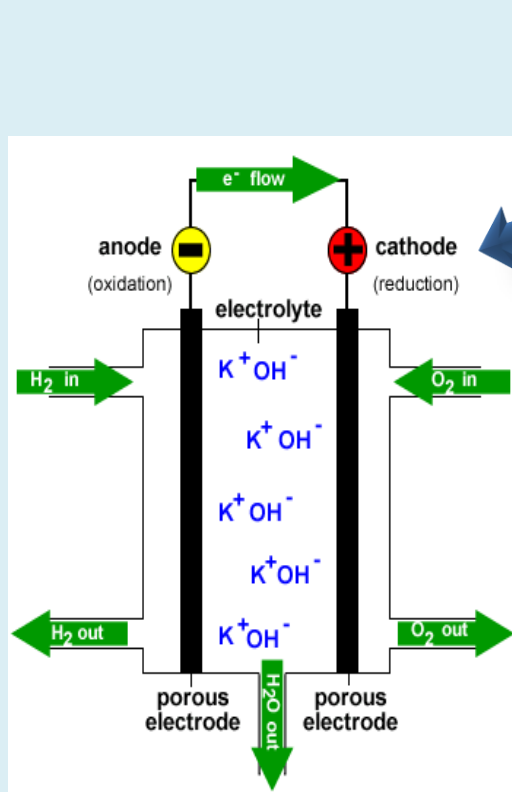 e⁻ flow
anode
(oxidation)
cathode
(reduction)
electrolyte
H₂ in
O₂ in
K⁺OH⁻
K⁺OH⁻
K⁺OH⁻
K⁺OH⁻
K⁺OH⁻
H₂ out
O₂ out
H₂O out
porous
electrode
porous
electrode